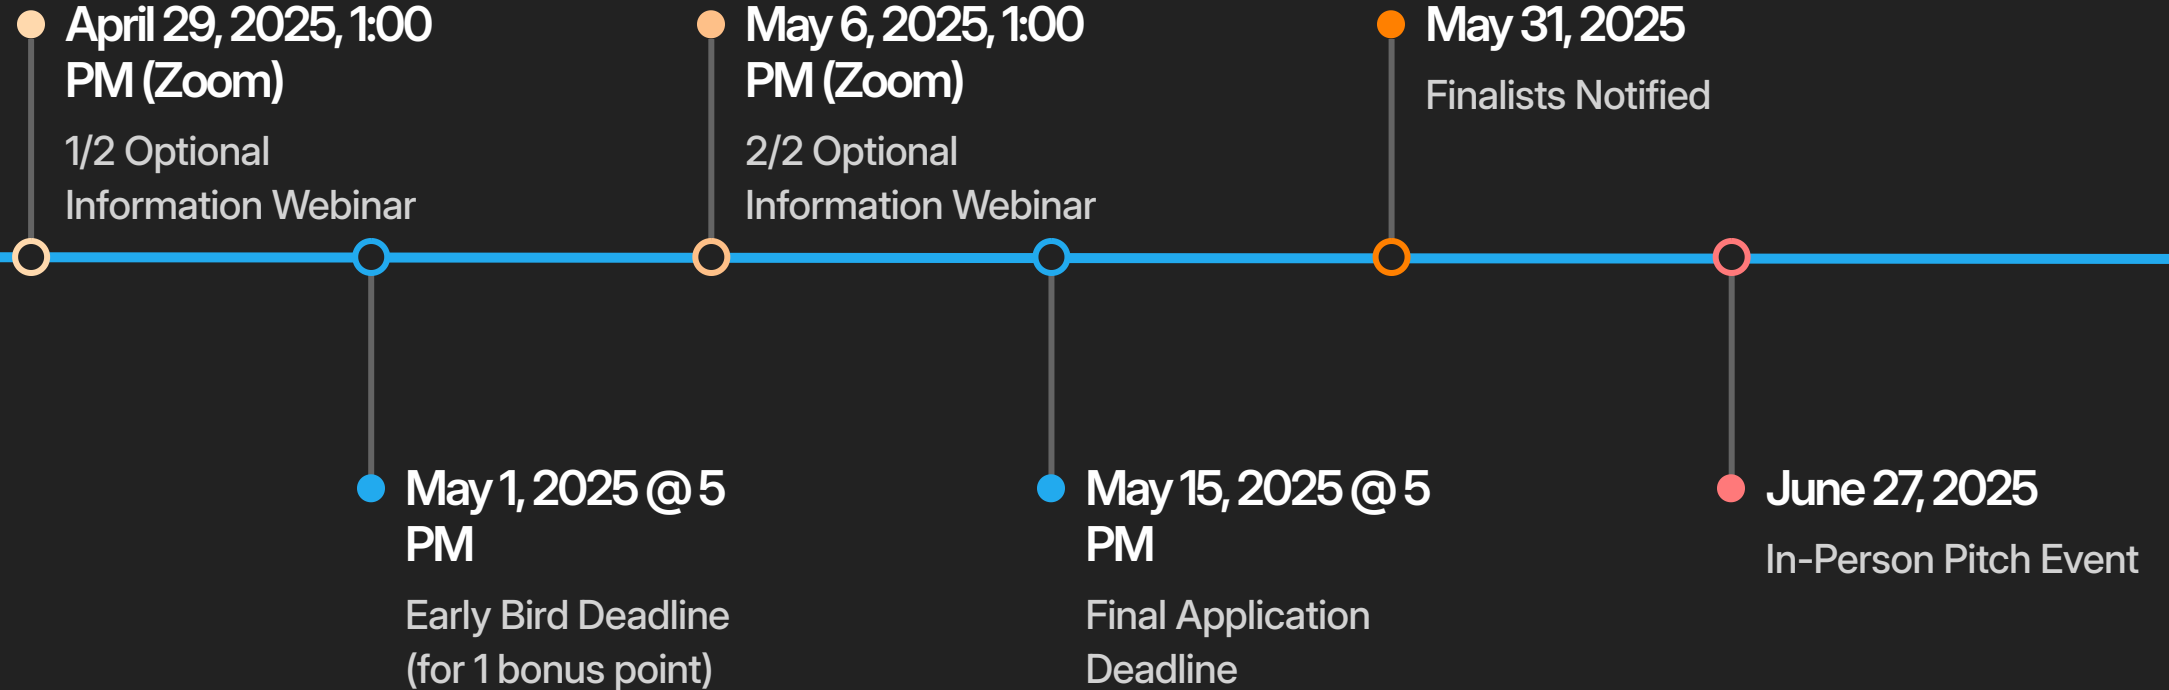 April 29, 2025, 1:00
PM (Zoom)
1/2 Optional
Information Webinar
May 1, 2025 @ 5
PM
Early Bird Deadline
(for 1 bonus point)
May 6, 2025, 1:00
PM (Zoom)
2/2 Optional
Information Webinar
May 15, 2025 @ 5
PM
Final Application
Deadline
May 31, 2025
Finalists Notified
June 27, 2025
In-Person Pitch Event